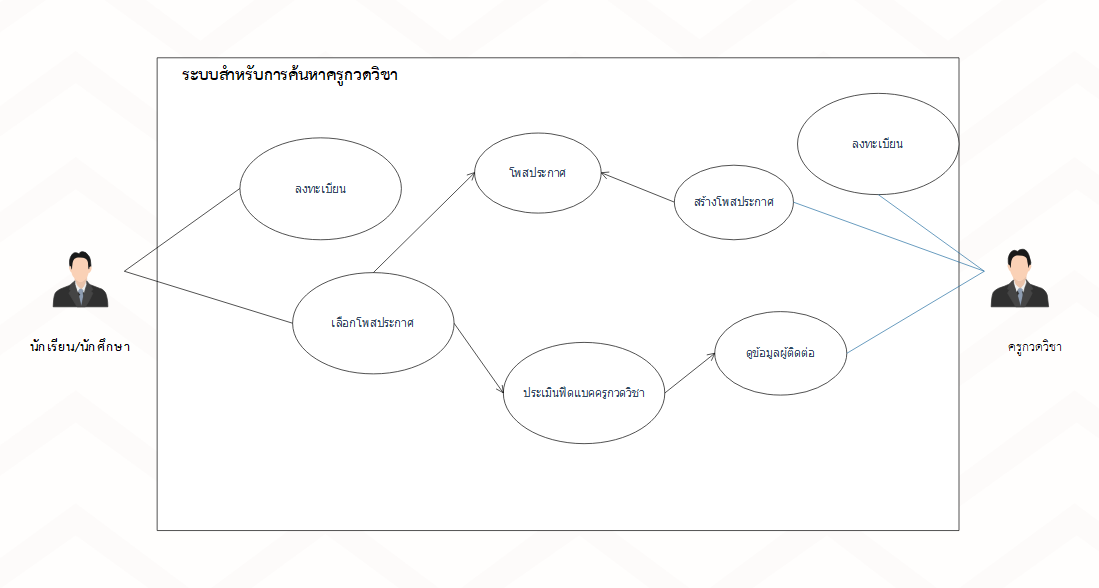 ระบบสำหรับการค้นหาครูกวดวิชา
ลงทะเบียน
ลงทะเบียน
โพสประกาศ
สร้างโพสประกาศ
เลือกโพสประกาศ
นักเรียน/นักศึกษา
ครูกวดวิชา
ดูข้อมูลผู้ติดต่อ
ประเมินฟีดแบคครูกวดวิชา